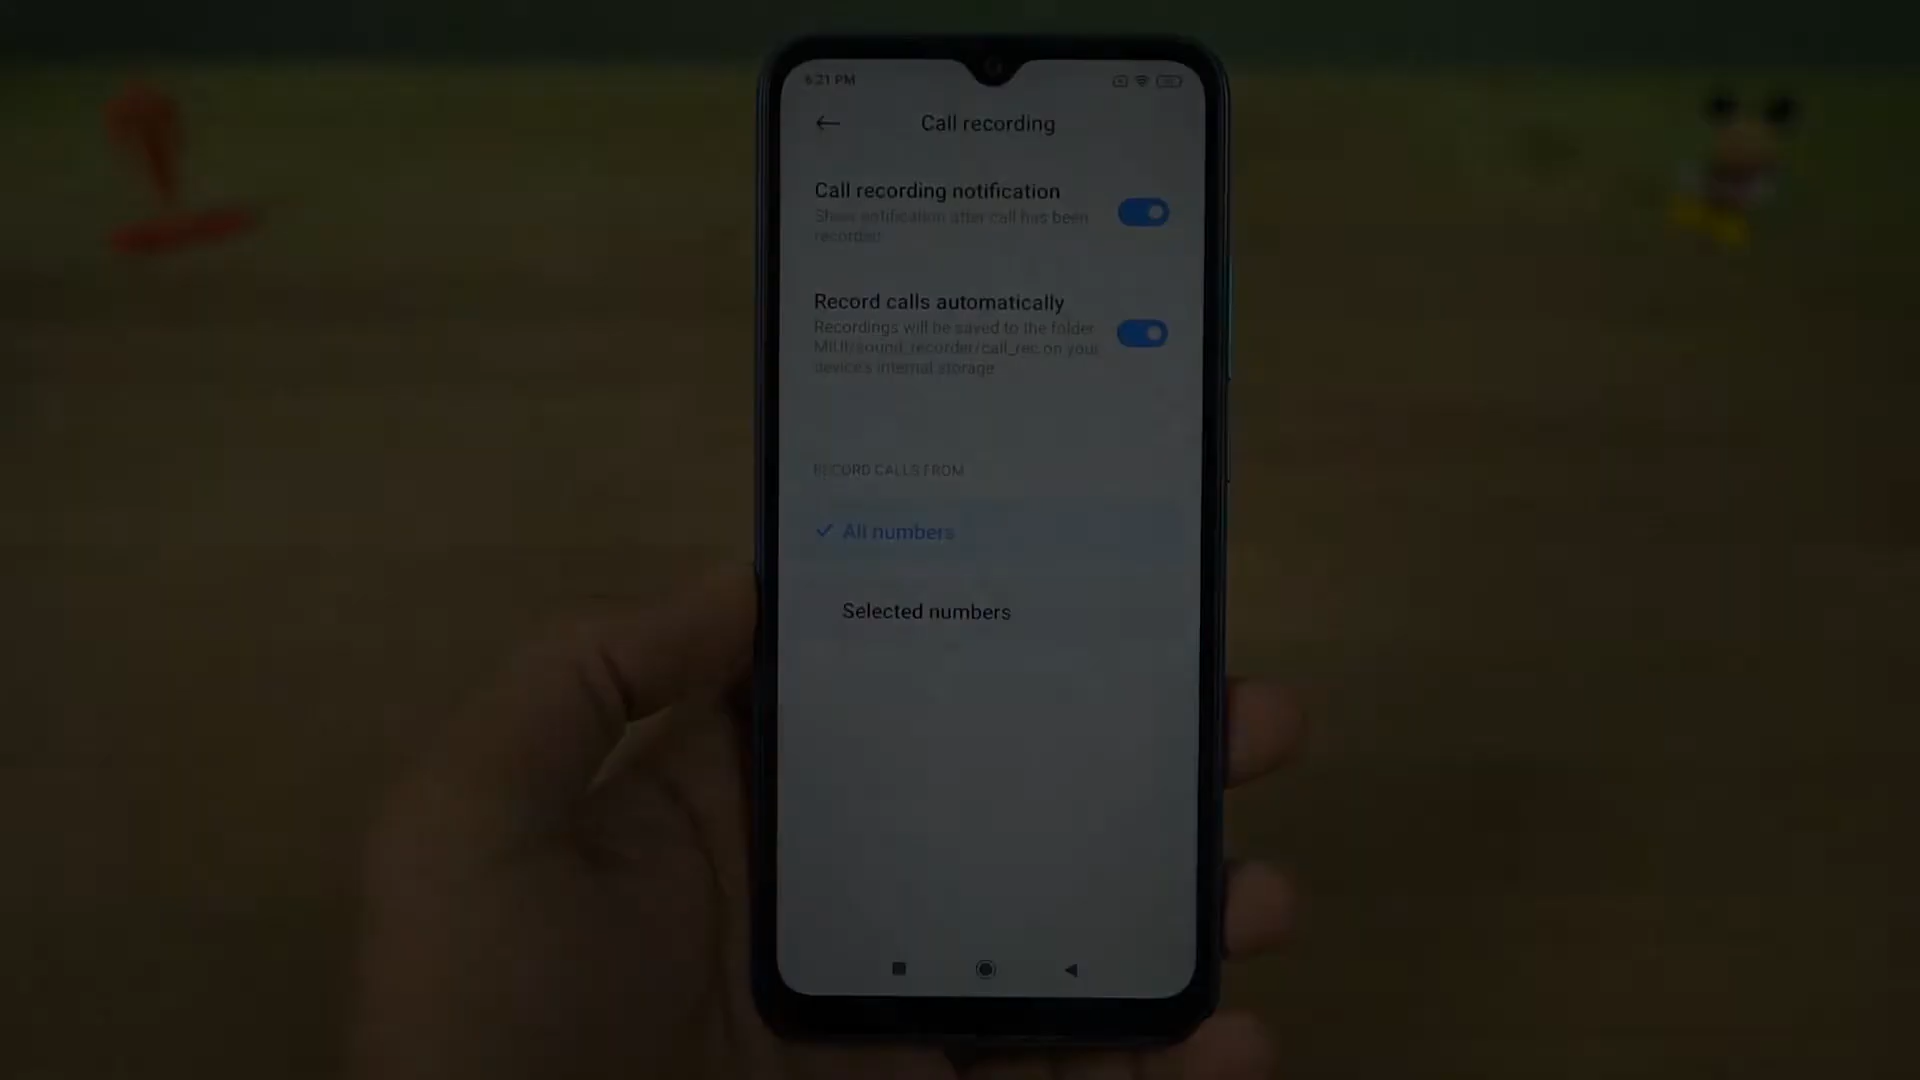 6:21 PM
Call recording
Call recording notification
Show notification after call has been
recorded
Record calls automatically
Recordings will be saved to the folder
MIUI/sound_recorder/call_rec on your
device's internal storage
RECORD CALLS FROM
All numbers
Selected numbers